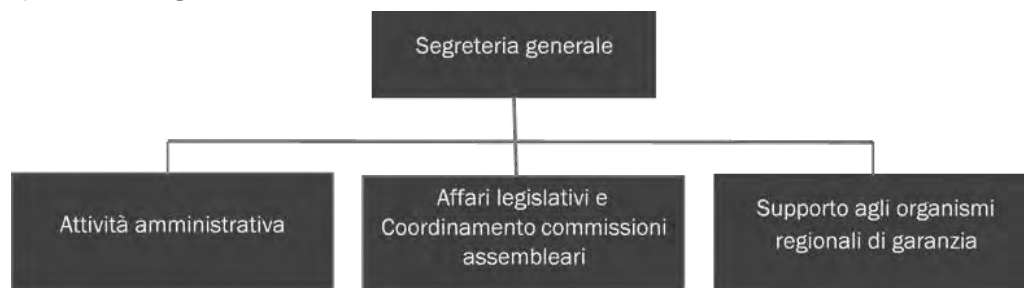 Segreteria generale
Attività amministrativa
Affari legislativi e
Coordinamento commissioni
assembleari
Supporto agli organismi
regionali di garanzia